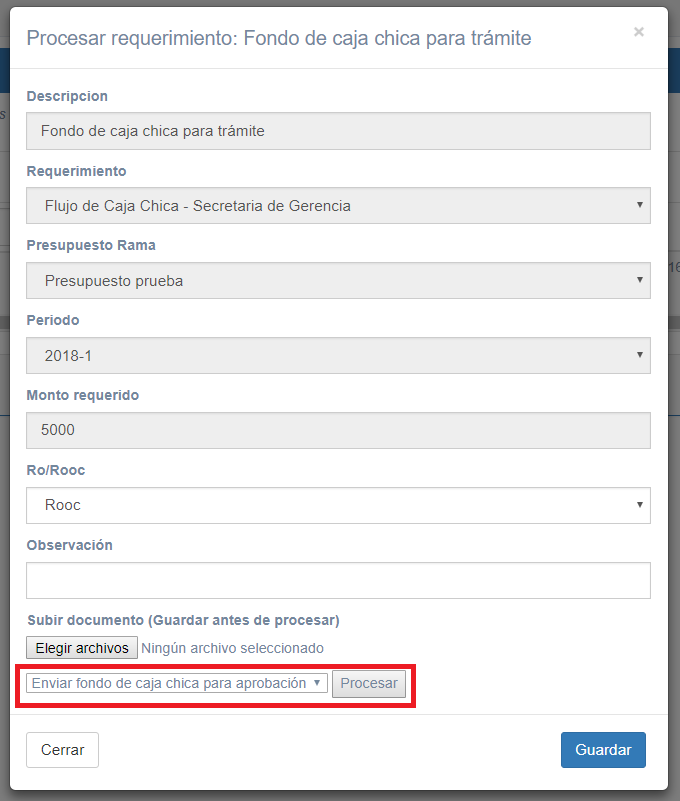 Procesar requerimiento: Fondo de caja chica para trámite
×
Descripcion
Fondo de caja chica para trámite
Requerimiento
Flujo de Caja Chica - Secretaria de Gerencia
Presupuesto Rama
Presupuesto prueba
Periodo
2018-1
Monto requerido
5000
Ro/Rooc
Rooc
Observación
Subir documento (Guardar antes de procesar)
Elegir archivos Ningún archivo seleccionado
Enviar fondo de caja chica para aprobación Procesar
Cerrar Guardar